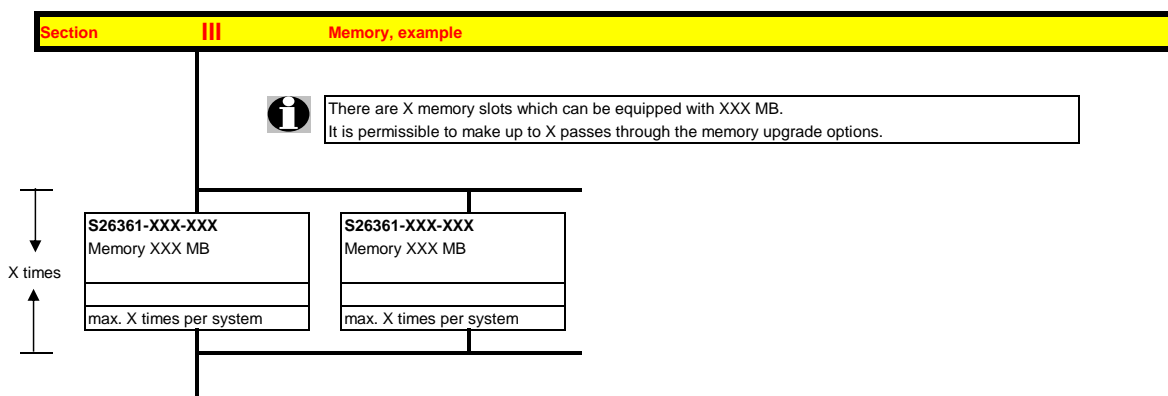 Section III Memory, example
There are X memory slots which can be equipped with XXX MB.
It is permissible to make up to X passes through the memory upgrade options.
S26361-XXX-XXX
Memory XXX MB
max. X times per system
S26361-XXX-XXX
Memory XXX MB
max. X times per system
X times